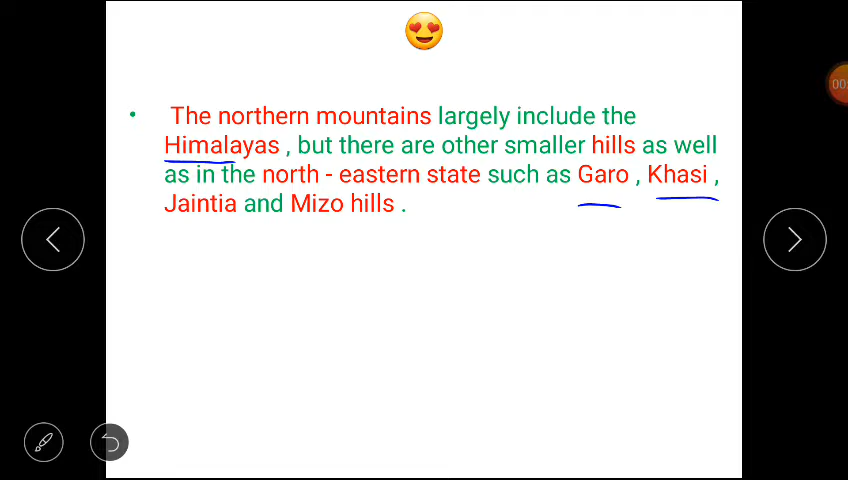 • The northern mountains largely include the
Himalayas , but there are other smaller hills as well
as in the north - eastern state such as Garo , Khasi ,
Jaintia and Mizo hills .
00: